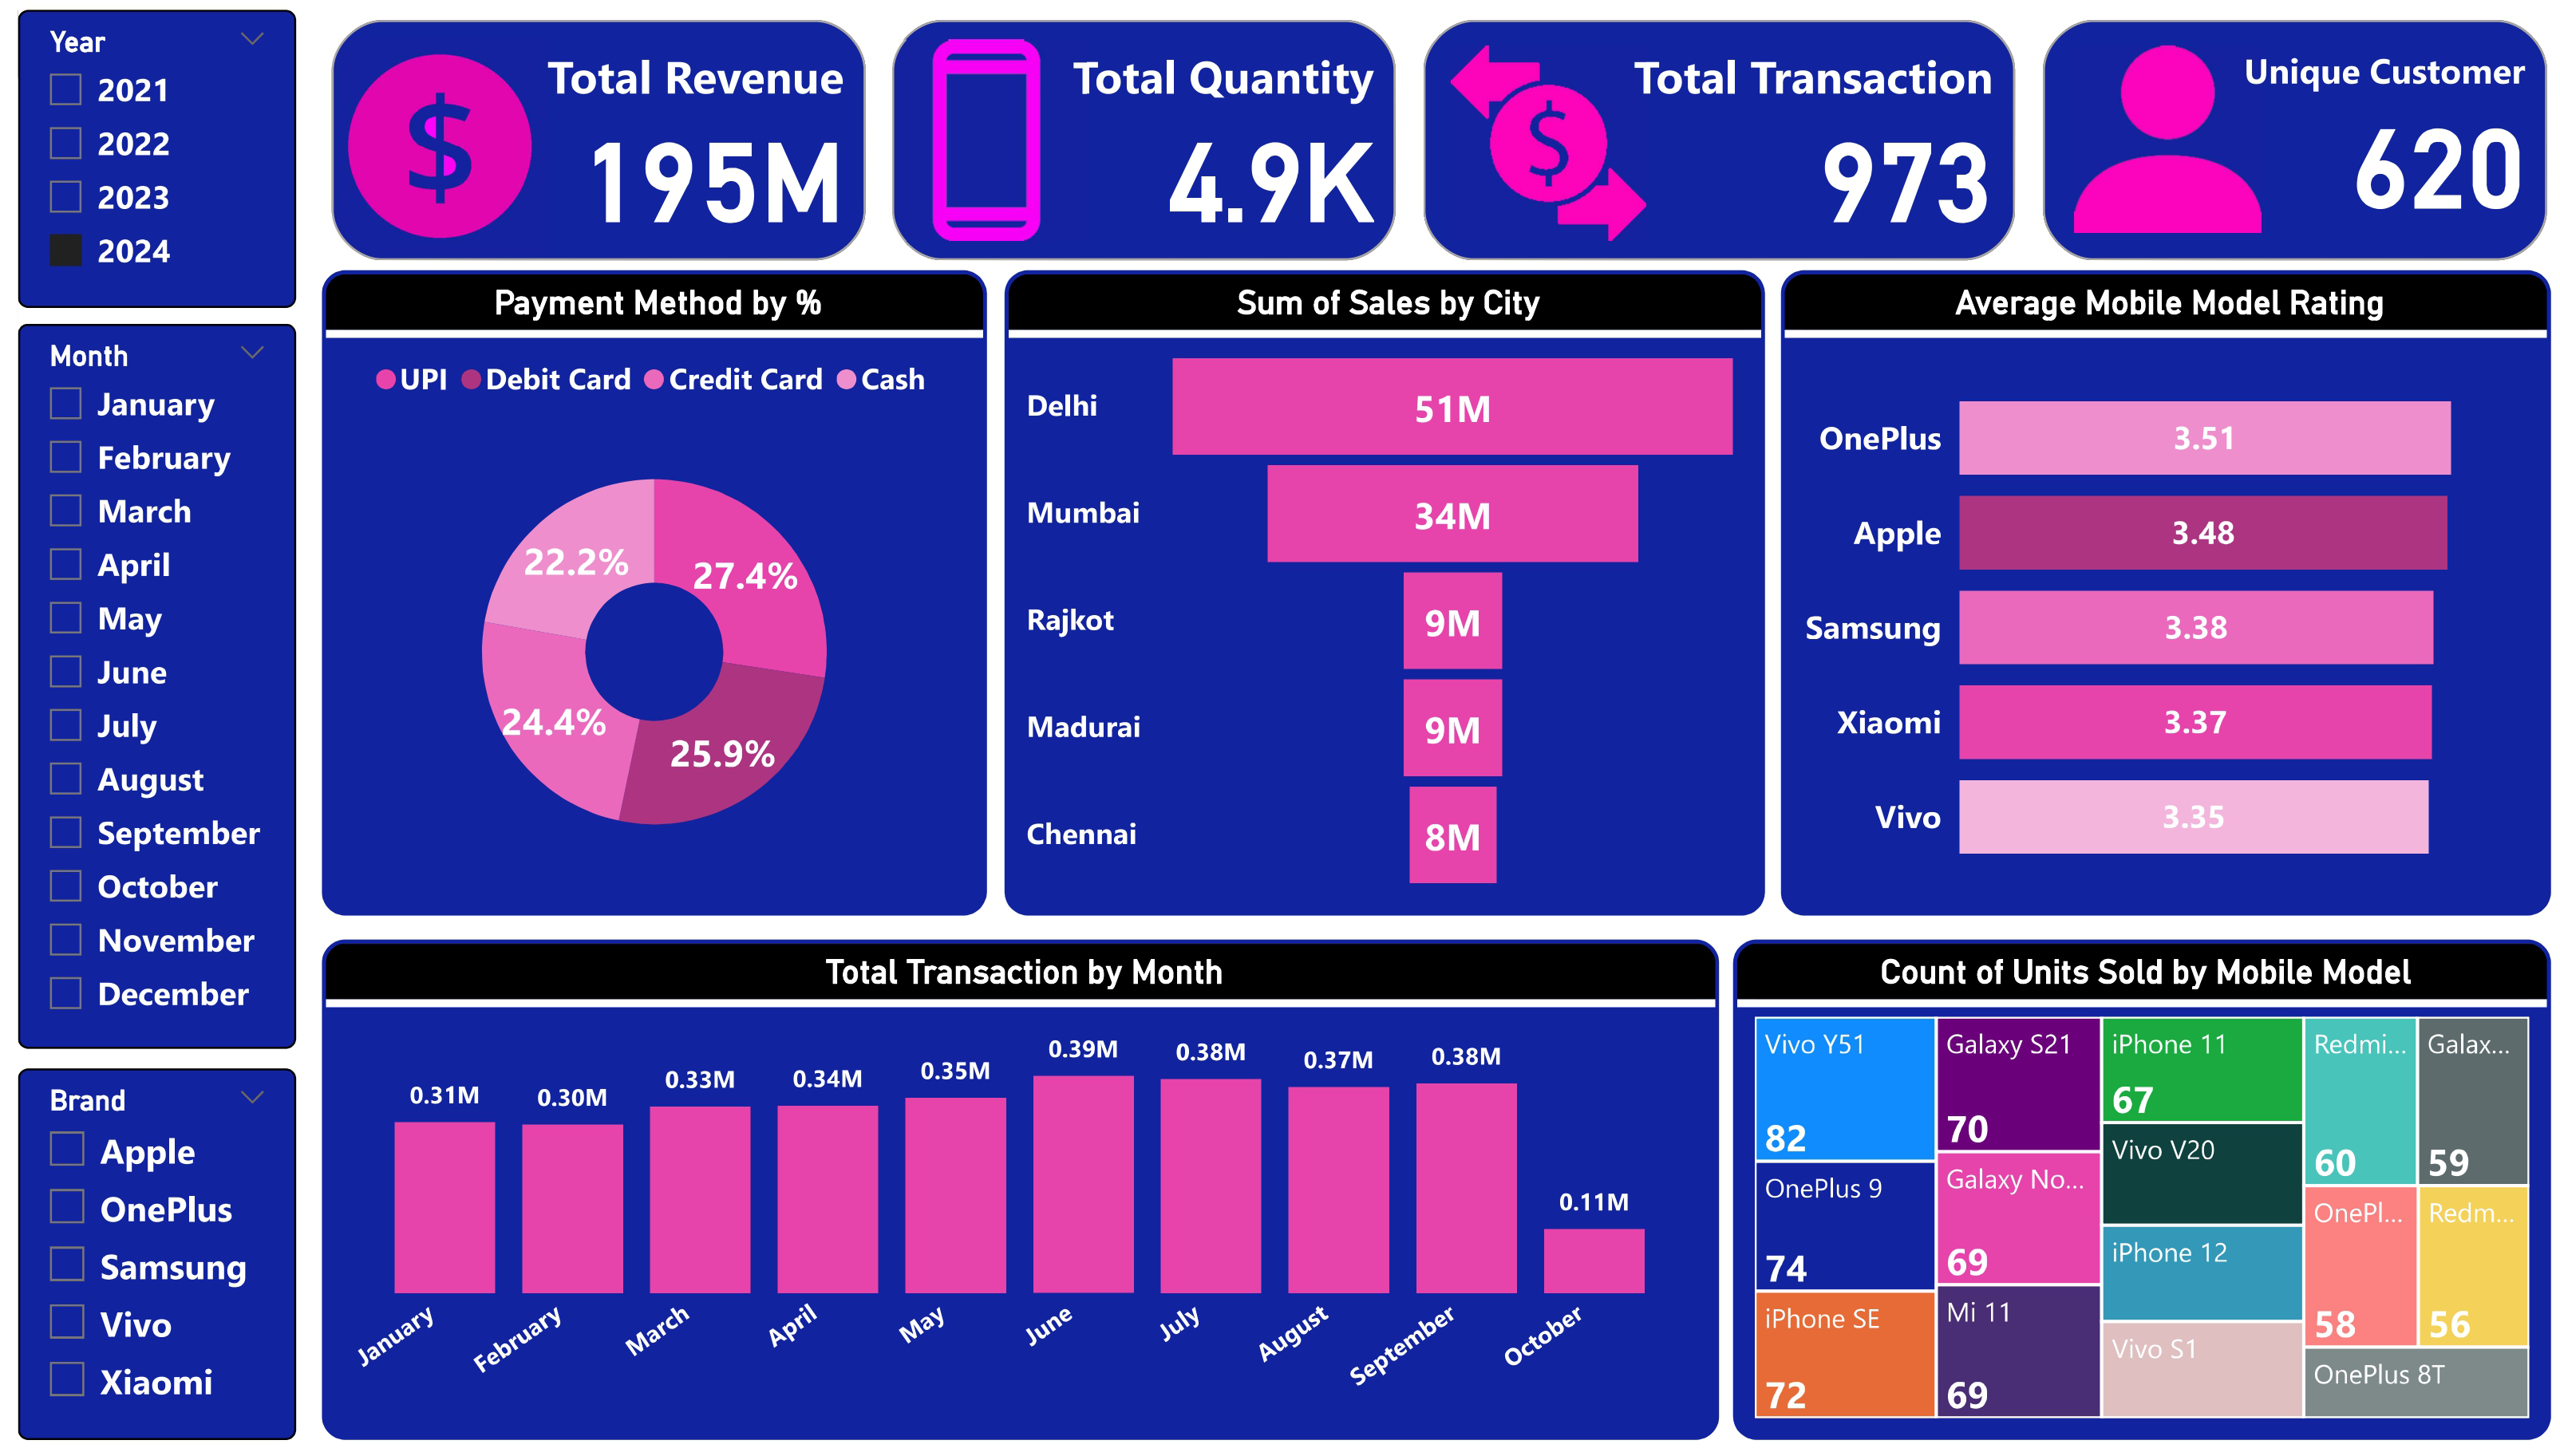 Year
2021
2022
2023
2024
Month
January
February
March
April
May
June
July
August
September
October
November
December
Brand
Apple
OnePlus
Samsung
Vivo
Xiaomi
$
Total Revenue
195M
Total Quantity
4.9K
$
Total Transaction
973
Unique Customer
620
Payment Method by %
UPI Debit Card Credit Card Cash
22.2%
27.4%
24.4%
25.9%
Sum of Sales by City
Delhi 51M
Mumbai 34M
Rajkot 9M
Madurai 9M
Chennai 8M
Average Mobile Model Rating
OnePlus 3.51
Apple 3.48
Samsung 3.38
Xiaomi 3.37
Vivo 3.35
Total Transaction by Month
0.31M 0.30M 0.33M 0.34M 0.35M 0.39M 0.38M 0.37M 0.38M 0.11M
January February March April May June July August September October
Count of Units Sold by Mobile Model
Vivo Y51
82
OnePlus 9
74
iPhone SE
72
Galaxy S21
70
Galaxy No...
69
Mi 11
69
iPhone 11
67
Vivo V20
iPhone 12
Vivo S1
Redmi...
60
Galax...
59
OnePl...
58
Redm...
56
OnePlus 8T